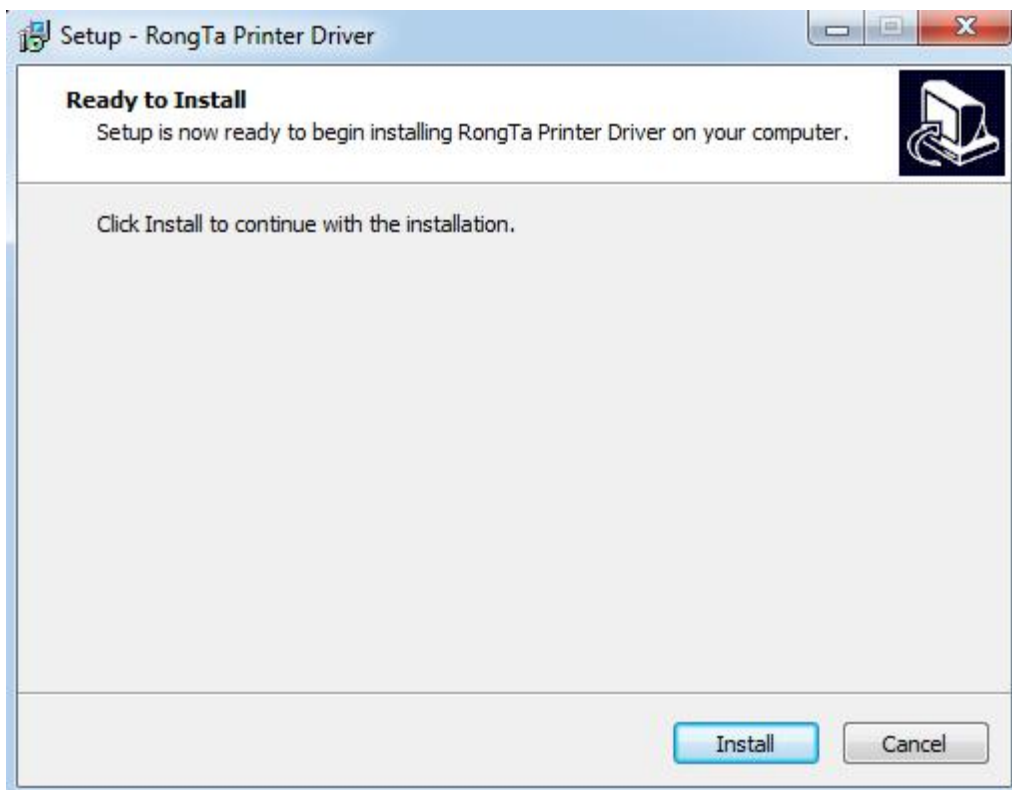 Setup - RongTa Printer Driver
Ready to Install
Setup is now ready to begin installing RongTa Printer Driver on your computer.
Click Install to continue with the installation.
Install
Cancel